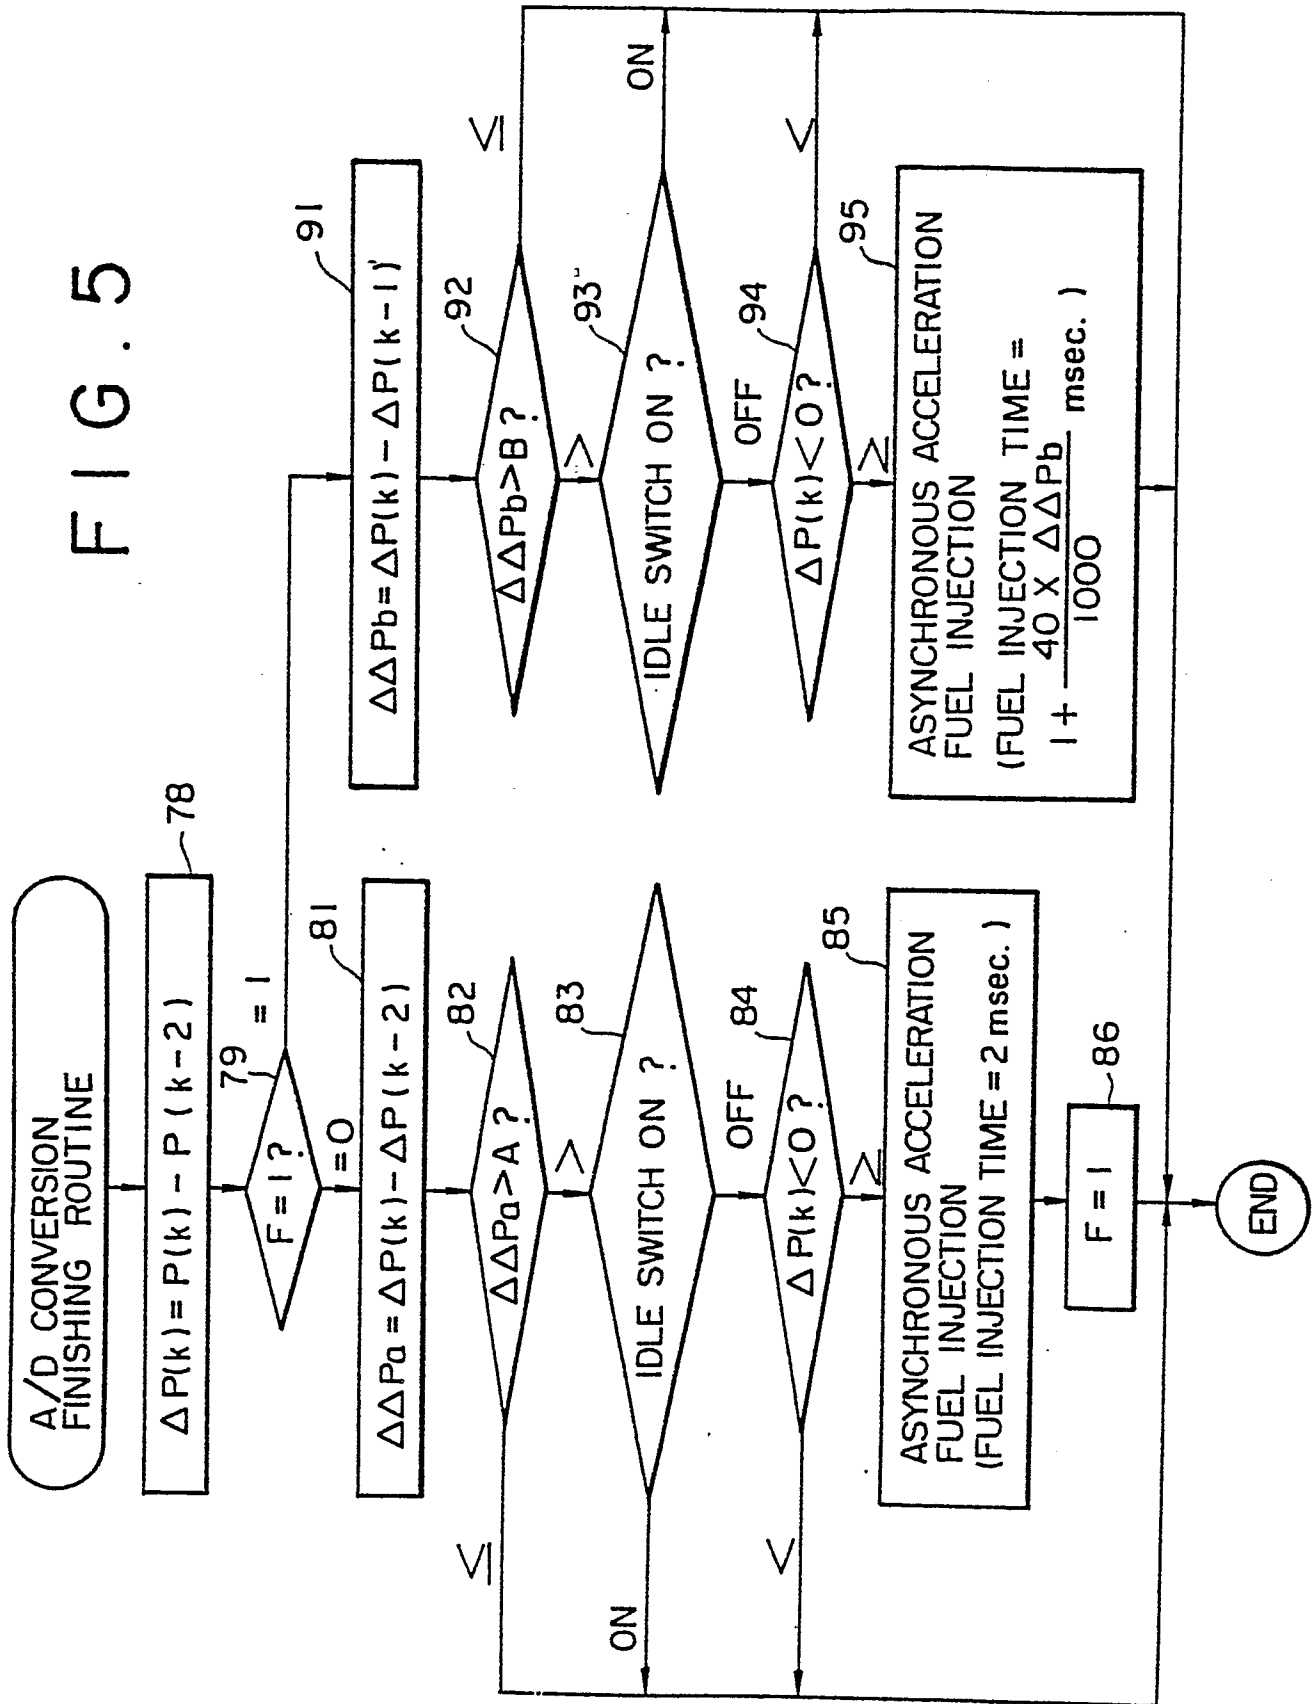 FIG.5
A/D CONVERSION
FINISHING ROUTINE
ΔP(k)=P(k)-P(k-2)
78
F=1?
79
=1
=0
ΔΔPa=ΔP(k)-ΔP(k-2)
81
ΔΔPa>A?
82
≤
>
IDLE SWITCH ON ?
83
ON
OFF
ΔP(k)<0?
84
<
≥
ASYNCHRONOUS ACCELERATION
FUEL INJECTION
(FUEL INJECTION TIME=2 msec.)
85
F=1
86
ΔΔPb=ΔP(k)-ΔP(k-1)
91
ΔΔPb>B?
92
≤
>
IDLE SWITCH ON ?
93
ON
OFF
ΔP(k)<0?
94
<
≥
ASYNCHRONOUS ACCELERATION
FUEL INJECTION
(FUEL INJECTION TIME =
1+ 40 X ΔΔPb / 1000 msec.)
95
END